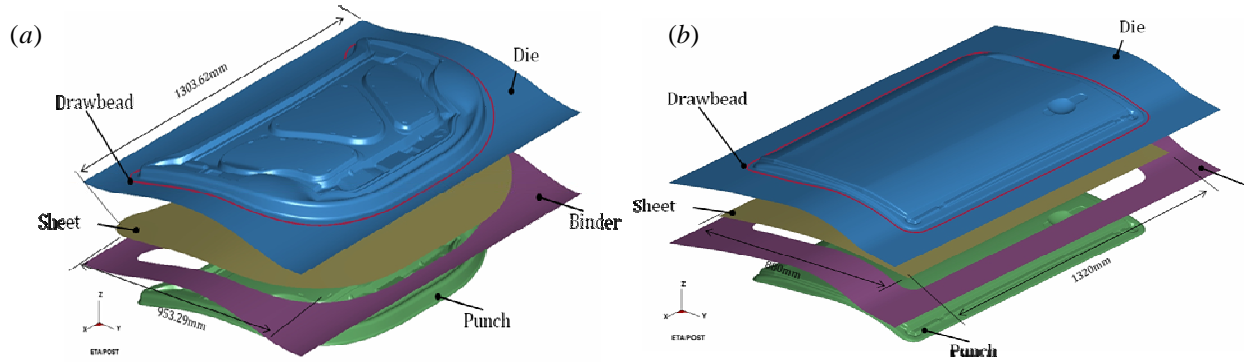 (a)
1303.62mm
Die
Drawbead
Sheet
Binder
953.29mm
Punch
Z
X
Y
ETA/POST
(b)
Die
Drawbead
Sheet
1320mm
Punch
Z
X
Y
ETA/POST